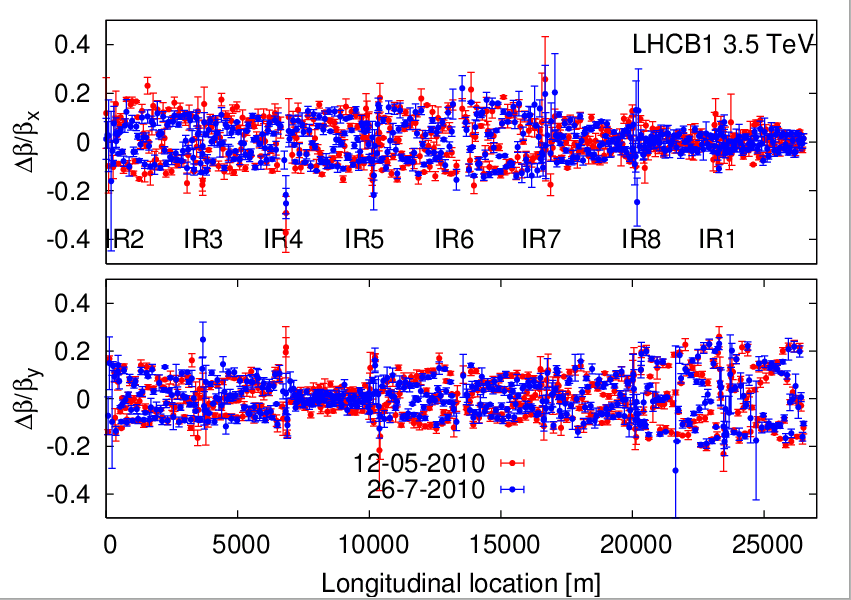 LHCB1 3.5 TeV
0.4
0.2
0
-0.2
-0.4
Δβ/βx
IR2 IR3 IR4 IR5 IR6 IR7 IR8 IR1
0.4
0.2
0
-0.2
-0.4
Δβ/βy
12-05-2010
26-7-2010
0 5000 10000 15000 20000 25000
Longitudinal location [m]